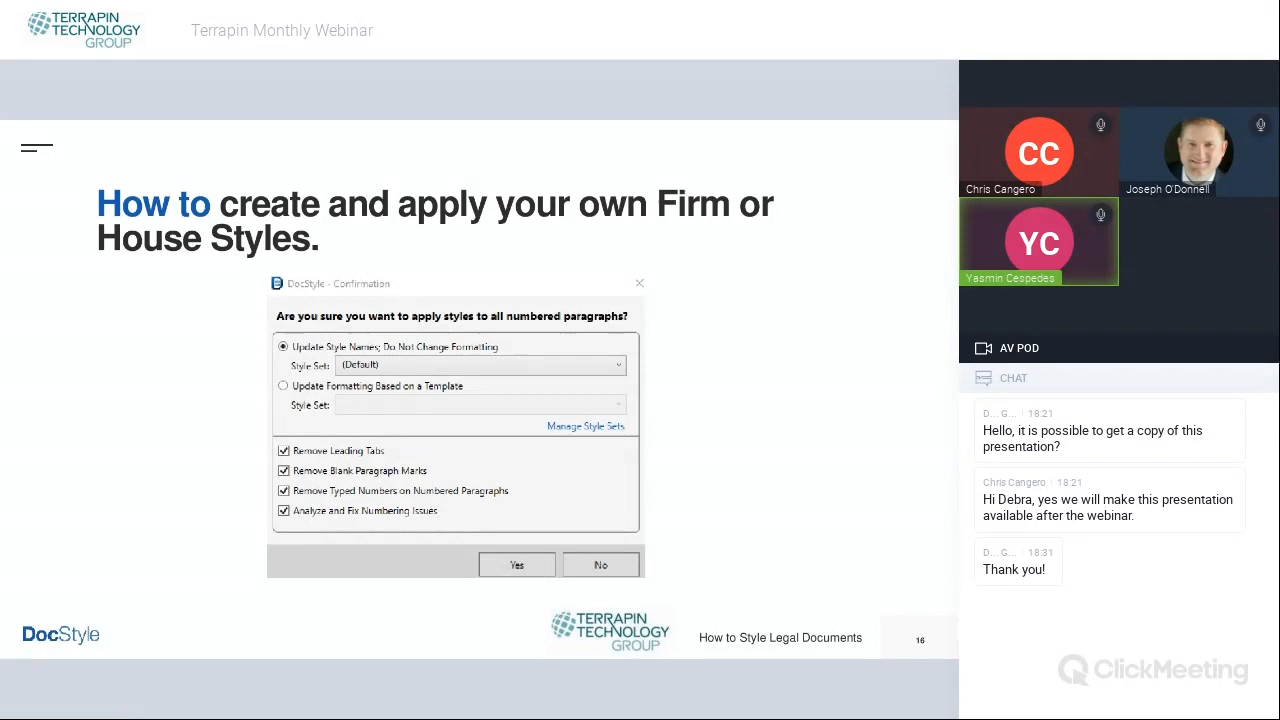 TERRAPIN
TECHNOLOGY
GROUP
Terrapin Monthly Webinar
How to create and apply your own Firm or
House Styles.
DocStyle - Confirmation
Are you sure you want to apply styles to all numbered paragraphs?
Update Style Names; Do Not Change Formatting
Style Set: (Default)
Update Formatting Based on a Template
Style Set:
Manage Style Sets
Remove Leading Tabs
Remove Blank Paragraph Marks
Remove Typed Numbers on Numbered Paragraphs
Analyze and Fix Numbering Issues
Yes No
DocStyle
TERRAPIN
TECHNOLOGY
GROUP
How to Style Legal Documents
16
CC
Chris Cangero
Joseph O'Donnell
YC
Yasmin Cespedes
AV POD
CHAT
D... G... 18:21
Hello, it is possible to get a copy of this
presentation?
Chris Cangero 18:21
Hi Debra, yes we will make this presentation
available after the webinar.
D... G... 18:31
Thank you!
ClickMeeting